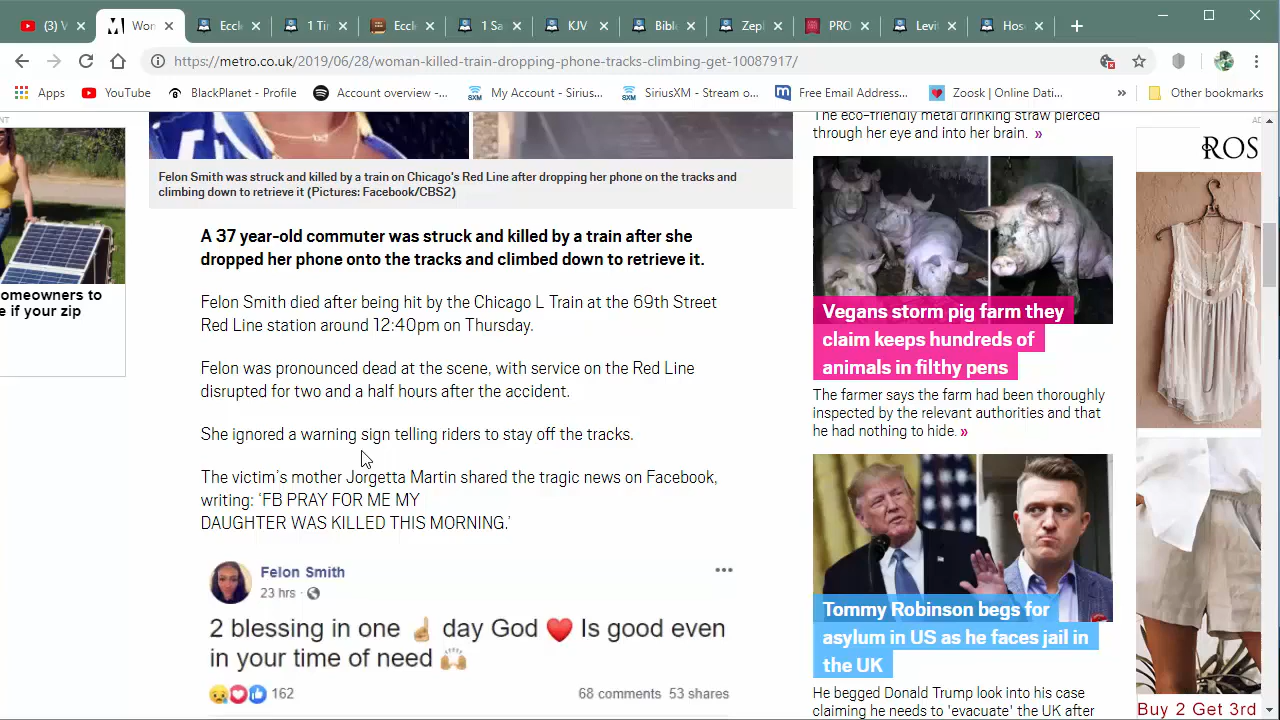 (3) V
Won
Eccl
1 Tir
Eccl
1 Sa
KJV
Bibl
Zepl
PRO
Levi
Hos
https://metro.co.uk/2019/06/28/woman-killed-train-dropping-phone-tracks-climbing-get-10087917/
Apps
YouTube
BlackPlanet - Profile
Account overview -...
My Account - Sirius...
SiriusXM - Stream o...
Free Email Address...
Zoosk | Online Dati...
»
Other bookmarks
Felon Smith was struck and killed by a train on Chicago's Red Line after dropping her phone on the tracks and
climbing down to retrieve it (Pictures: Facebook/CBS2)
A 37 year-old commuter was struck and killed by a train after she
dropped her phone onto the tracks and climbed down to retrieve it.
Felon Smith died after being hit by the Chicago L Train at the 69th Street
Red Line station around 12:40pm on Thursday.
Felon was pronounced dead at the scene, with service on the Red Line
disrupted for two and a half hours after the accident.
She ignored a warning sign telling riders to stay off the tracks.
The victim's mother Jorgetta Martin shared the tragic news on Facebook,
writing: ‘FB PRAY FOR ME MY
DAUGHTER WAS KILLED THIS MORNING.’
Felon Smith
23 hrs ·
2 blessing in one ☝ day God ❤ Is good even
in your time of need 🙌
162
68 comments 53 shares
omeowners to
e if your zip
The eco-friendly metal drinking straw pierced
through her eye and into her brain. »
Vegans storm pig farm they
claim keeps hundreds of
animals in filthy pens
The farmer says the farm had been thoroughly
inspected by the relevant authorities and that
he had nothing to hide. »
Tommy Robinson begs for
asylum in US as he faces jail in
the UK
He begged Donald Trump look into his case
claiming he needs to 'evacuate' the UK after
ROS
Buy 2 Get 3rd